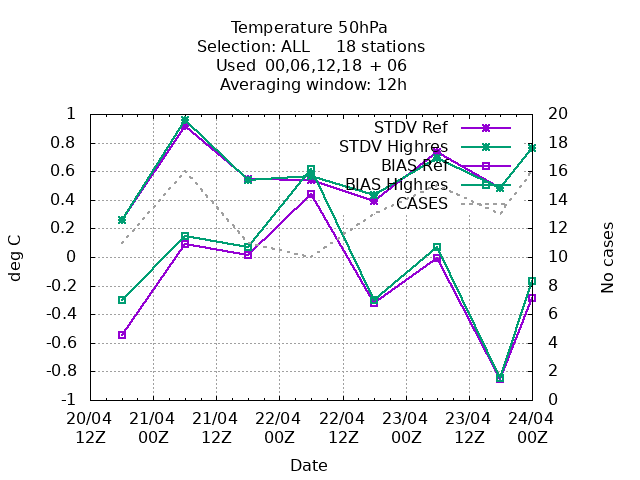 Temperature 50hPa
Selection: ALL 18 stations
Used 00,06,12,18 + 06
Averaging window: 12h
STDV Ref
STDV Highres
BIAS Ref
BIAS Highres
CASES
deg C
1
0.8
0.6
0.4
0.2
0
-0.2
-0.4
-0.6
-0.8
-1
No cases
20
18
16
14
12
10
8
6
4
2
0
20/04 21/04 21/04 22/04 22/04 23/04 23/04 24/04
12Z 00Z 12Z 00Z 12Z 00Z 12Z 00Z
Date